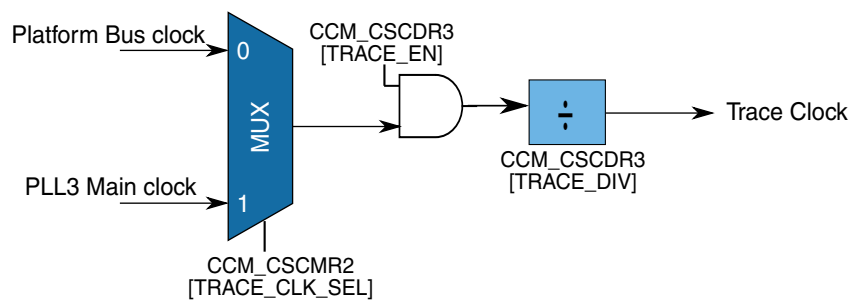 Platform Bus clock
0
CCM_CSCDR3
[TRACE_EN]
MUX
÷
Trace Clock
CCM_CSCDR3
[TRACE_DIV]
PLL3 Main clock
1
CCM_CSCMR2
[TRACE_CLK_SEL]